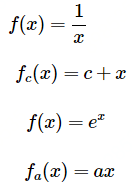 f(x) = 1/x
f_c(x) = c + x
f(x) = e^x
f_a(x) = ax